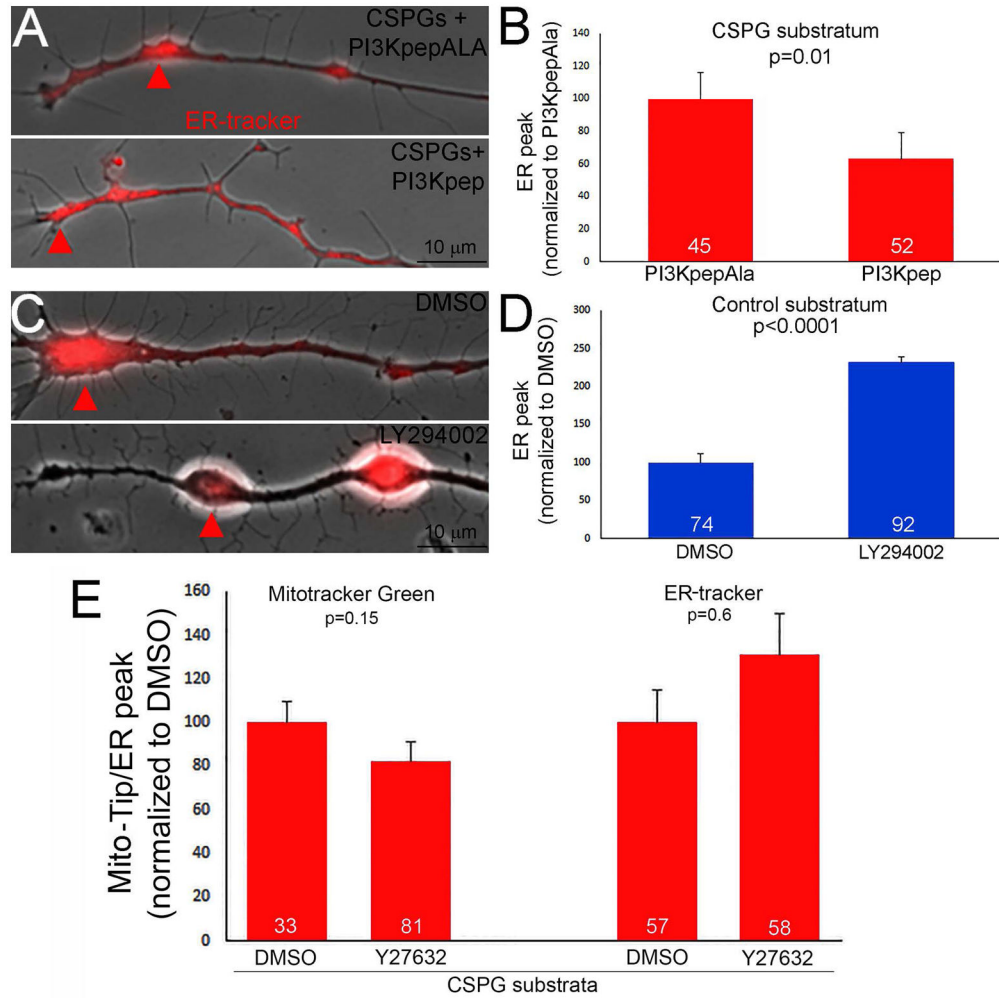 A
CSPGs +
PI3KpepALA
ER-tracker
CSPGs+
PI3Kpep
10 μm
B
CSPG substratum
p=0.01
ER peak
(normalized to PI3KpepAla)
140
120
100
80
60
40
20
0
45
52
PI3KpepAla
PI3Kpep
C
DMSO
LY294002
10 μm
D
Control substratum
p<0.0001
ER peak
(normalized to DMSO)
300
250
200
150
100
50
0
74
92
DMSO
LY294002
E
Mitotracker Green
p=0.15
ER-tracker
p=0.6
Mito-Tip/ER peak
(normalized to DMSO)
160
140
120
100
80
60
40
20
0
33
81
57
58
DMSO
Y27632
DMSO
Y27632
CSPG substrata